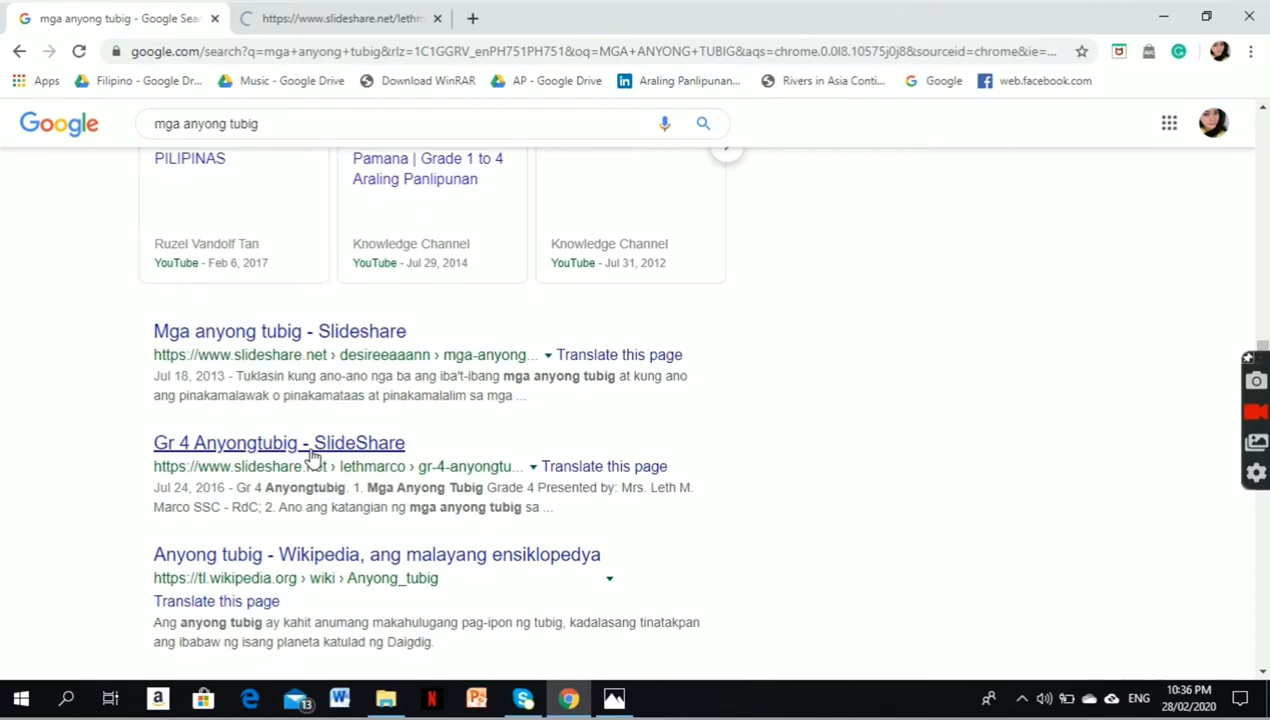 mga anyong tubig - Google Sear
https://www.slideshare.net/lethm
google.com/search?q=mga+anyong+tubig&rlz=1C1GGRV_enPH751PH751&oq=MGA+ANYONG+TUBIG&aqs=chrome.0.0l8.10575j0j8&sourceid=chrome&ie=...
Apps
Filipino - Google Dr...
Music - Google Drive
Download WinRAR
AP - Google Drive
Araling Panlipunan...
Rivers in Asia Conti...
Google
web.facebook.com
Google
mga anyong tubig
PILIPINAS
Pamana | Grade 1 to 4
Araling Panlipunan
Ruzel Vandolf Tan
YouTube - Feb 6, 2017
Knowledge Channel
YouTube - Jul 29, 2014
Knowledge Channel
YouTube - Jul 31, 2012
Mga anyong tubig - Slideshare
https://www.slideshare.net › desireeaaann › mga-anyong... Translate this page
Jul 18, 2013 - Tuklasin kung ano-ano nga ba ang iba't-ibang mga anyong tubig at kung ano
ang pinakamalawak o pinakamataas at pinakamalalim sa mga ...
Gr 4 Anyongtubig - SlideShare
https://www.slideshare.net › lethmarco › gr-4-anyongtu... Translate this page
Jul 24, 2016 - Gr 4 Anyongtubig. 1. Mga Anyong Tubig Grade 4 Presented by: Mrs. Leth M.
Marco SSC - RdC; 2. Ano ang katangian ng mga anyong tubig sa ...
Anyong tubig - Wikipedia, ang malayang ensiklopedya
https://tl.wikipedia.org › wiki › Anyong_tubig
Translate this page
Ang anyong tubig ay kahit anumang makahulugang pag-ipon ng tubig, kadalasang tinatakpan
ang ibabaw ng isang planeta katulad ng Daigdig.
13
ENG
10:36 PM
28/02/2020